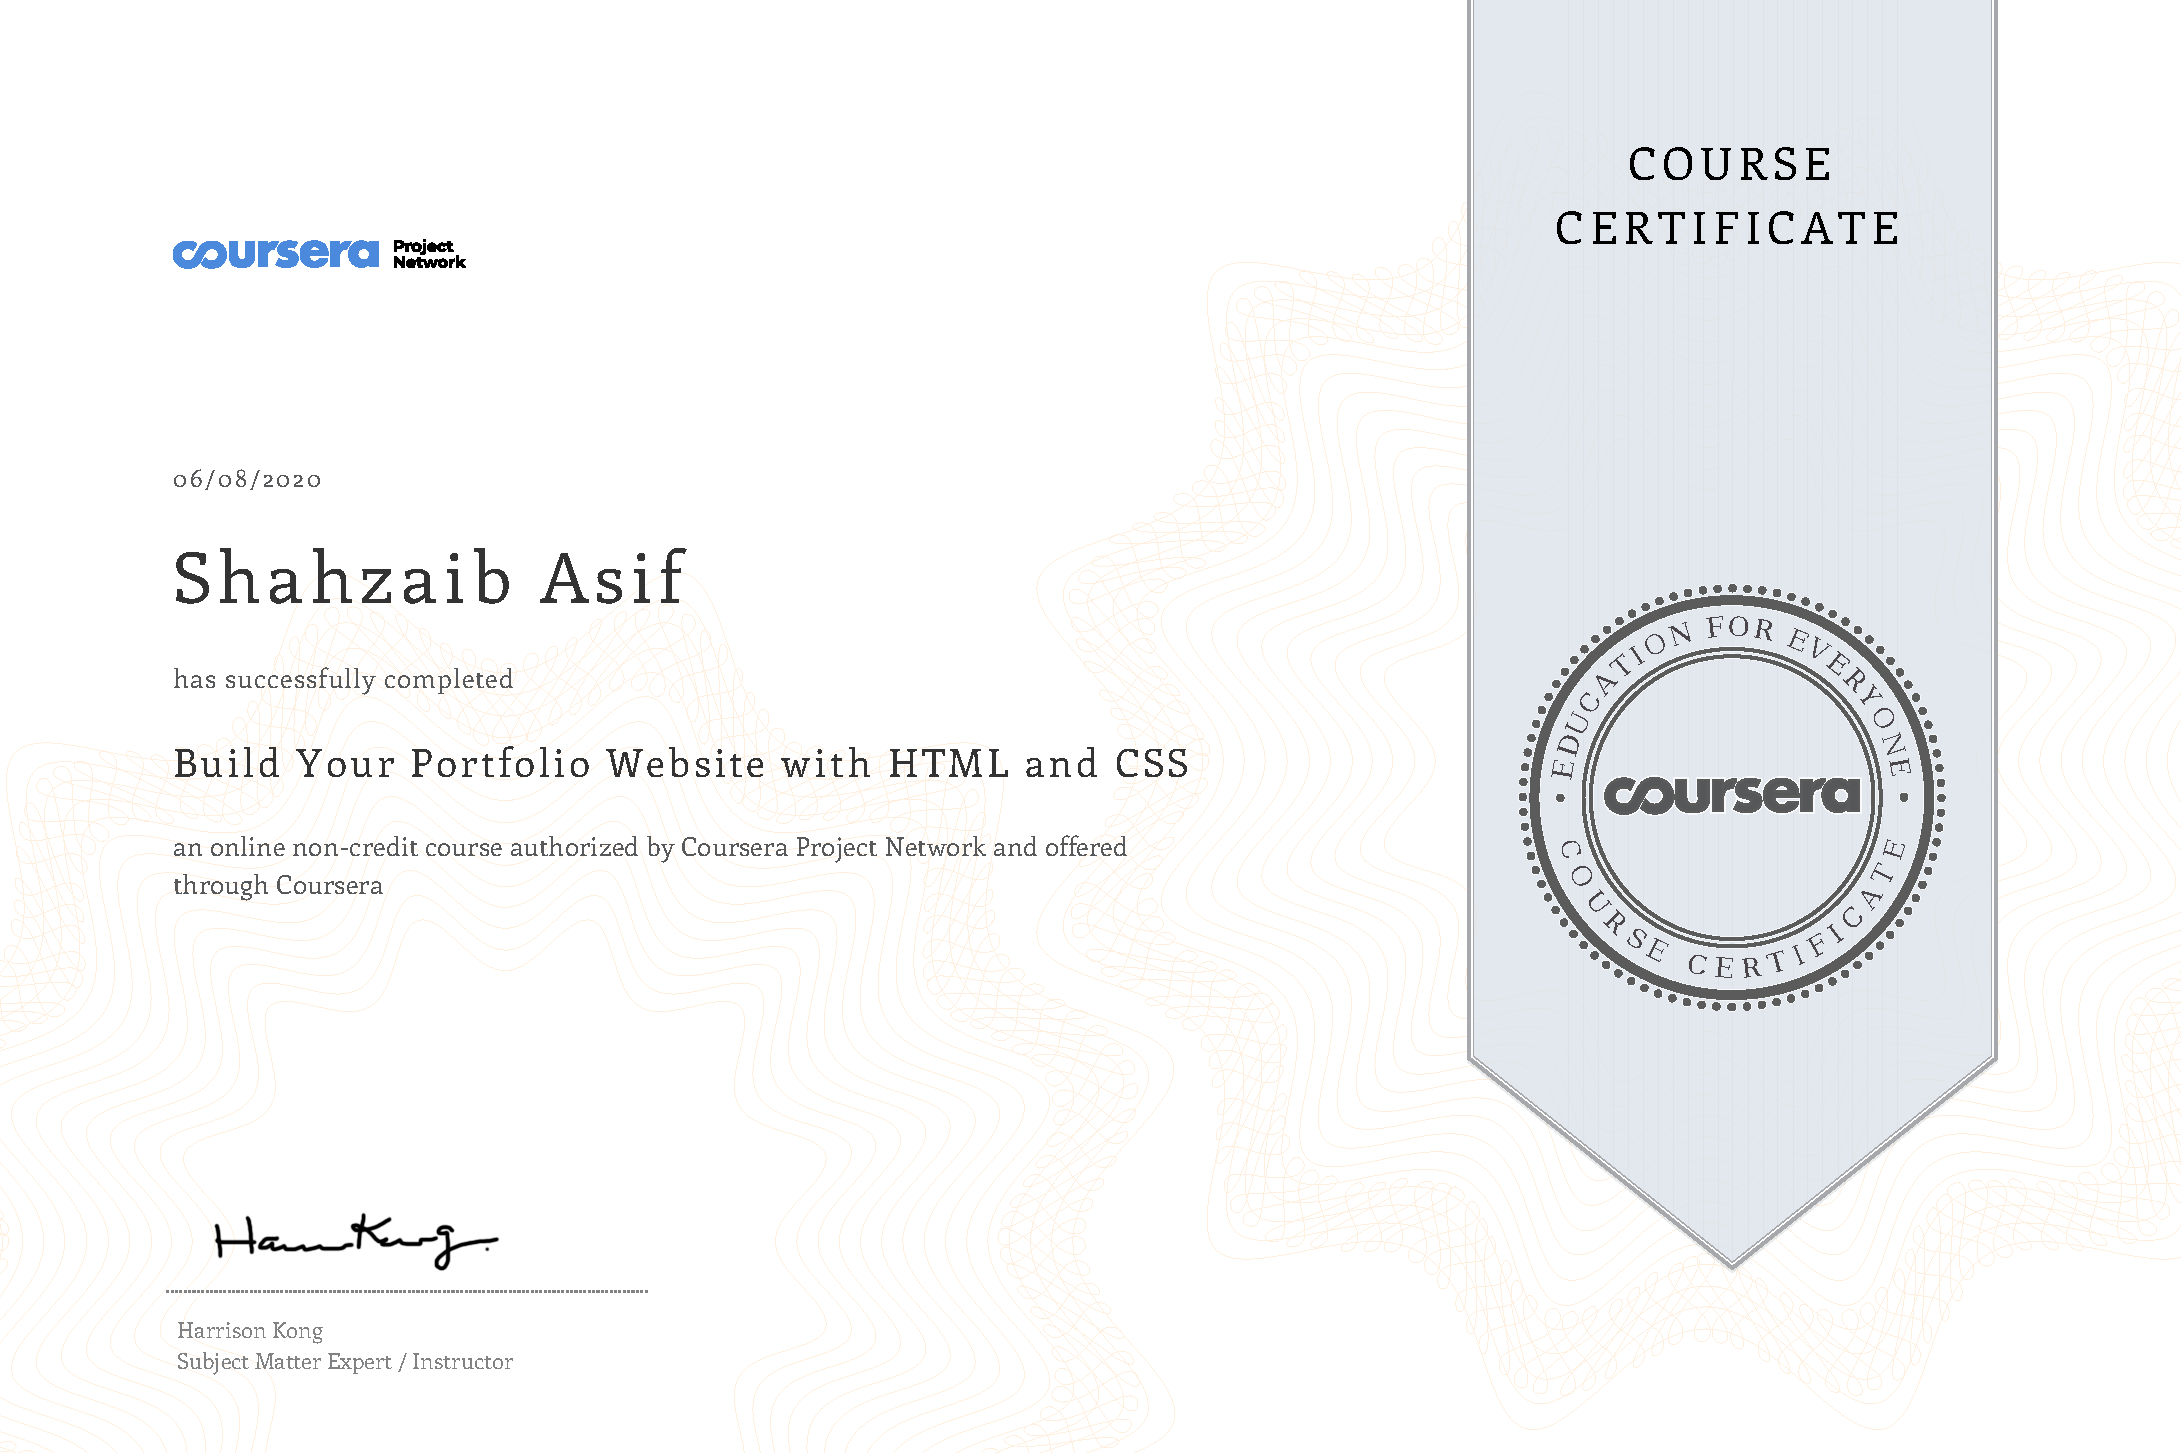 COURSE
CERTIFICATE
coursera Project
Network
06/08/2020
Shahzaib Asif
has successfully completed
Build Your Portfolio Website with HTML and CSS
an online non-credit course authorized by Coursera Project Network and offered
through Coursera
EDUCATION FOR EVERYONE
coursera
COURSE CERTIFICATE
Harrison Kong
Subject Matter Expert / Instructor